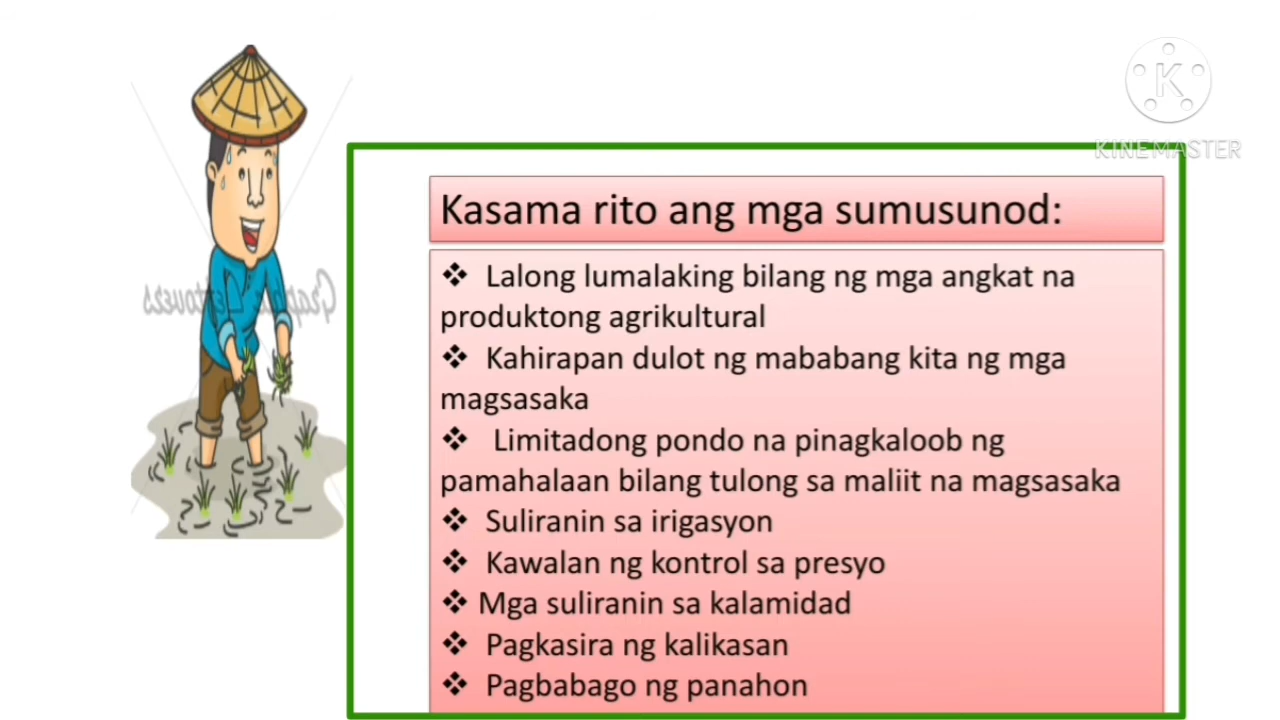 KINEMASTER
Kasama rito ang mga sumusunod:
❖ Lalong lumalaking bilang ng mga angkat na
produktong agrikultural
❖ Kahirapan dulot ng mababang kita ng mga
magsasaka
❖ Limitadong pondo na pinagkaloob ng
pamahalaan bilang tulong sa maliit na magsasaka
❖ Suliranin sa irigasyon
❖ Kawalan ng kontrol sa presyo
❖ Mga suliranin sa kalamidad
❖ Pagkasira ng kalikasan
❖ Pagbabago ng panahon